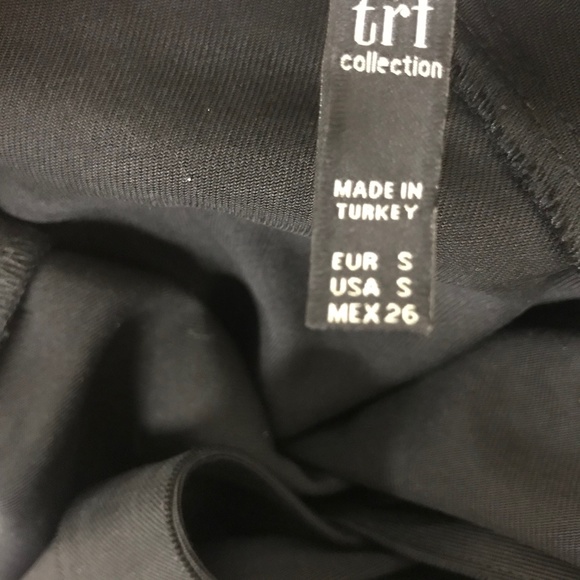 trf
collection
MADE IN
TURKEY
EUR S
USA S
MEX 26